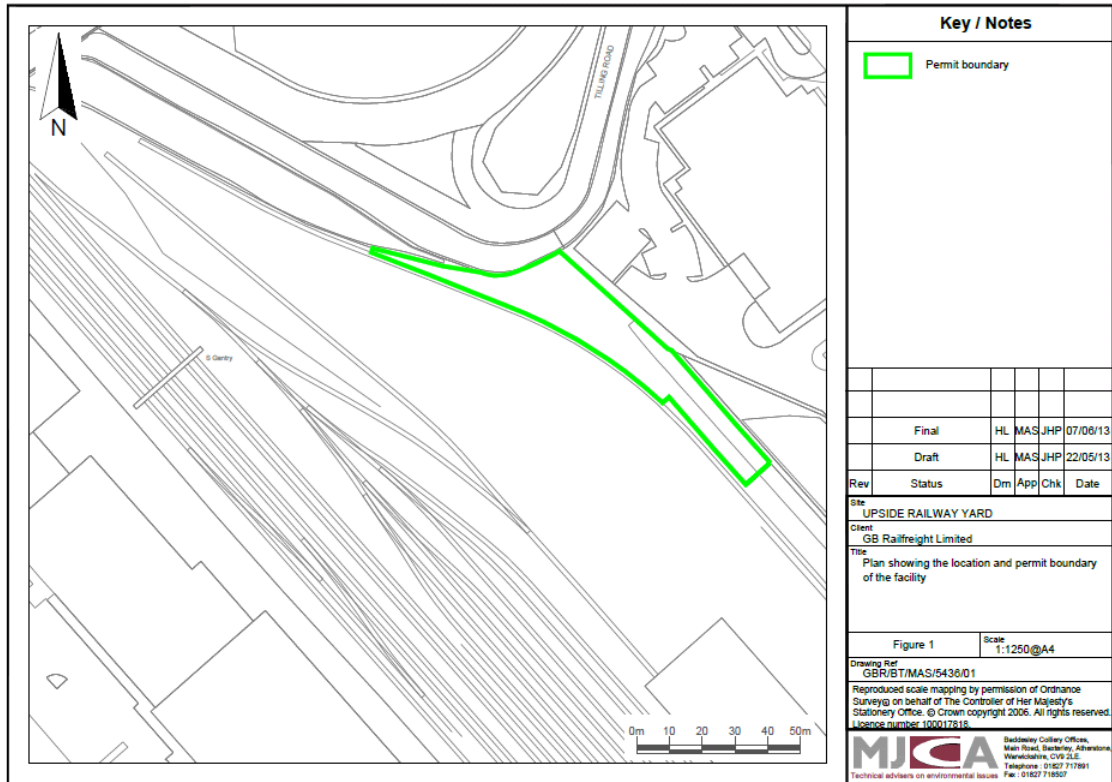 Key / Notes
Permit boundary
N
TILLING ROAD
S Gantry
0m 10m 20m 30m 40m 50m
Final HL MAS JHP 07/06/13
Draft HL MAS JHP 22/05/13
Rev Status Drn App Chk Date
Site
UPSIDE RAILWAY YARD
Client
GB Railfreight Limited
Title
Plan showing the location and permit boundary
of the facility
Figure 1
Scale
1:1250@A4
Drawing Ref
GBR/BT/MAS/5436/01
Reproduced scale mapping by permission of Ordnance
Survey® on behalf of The Controller of Her Majesty's
Stationery Office. © Crown copyright 2006. All rights reserved.
Licence number 100017818.
MJCA
Technical advisers on environmental issues
Baddesley Colliery Offices,
Main Road, Baxterley, Atherstone,
Warwickshire, CV9 2LE.
Telephone : 01827 717891
Fax : 01827 718507